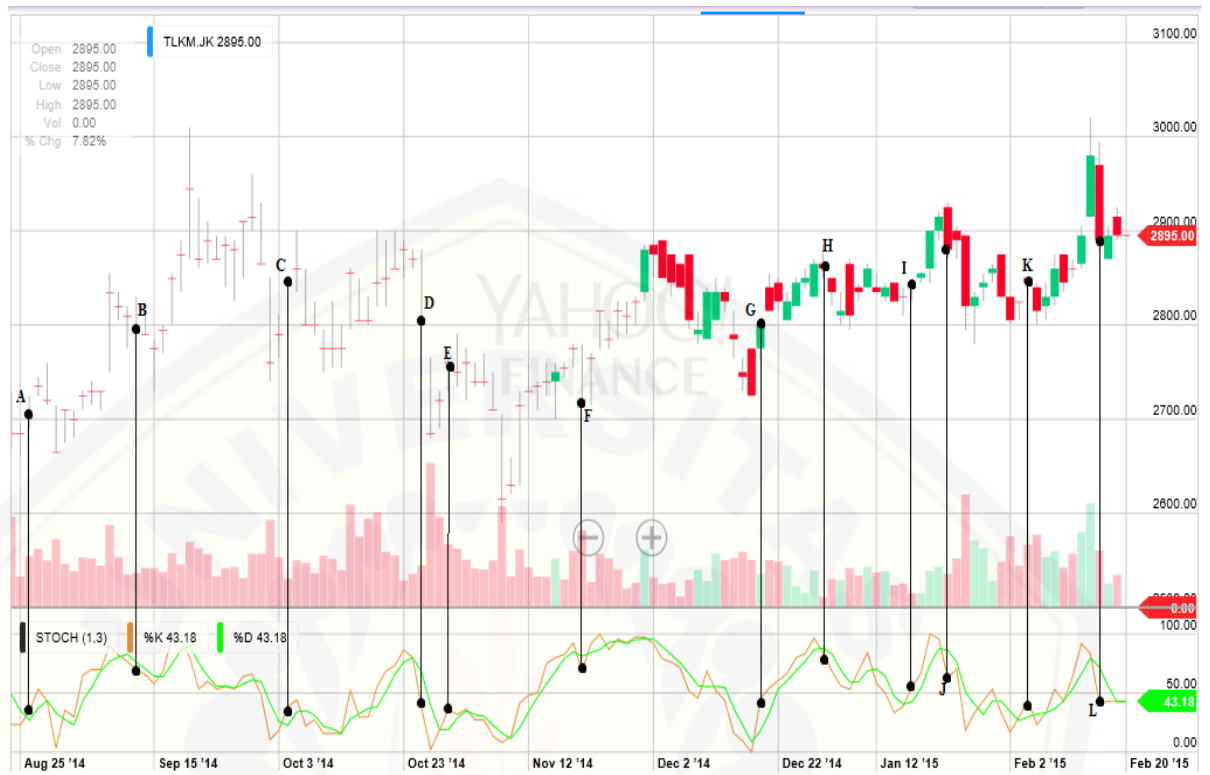 TLKM.JK 2895.00
Open 2895.00
Close 2895.00
Low 2895.00
High 2895.00
Vol 0.00
% Chg 7.82%
3100.00
3000.00
2900.00
2895.00
2800.00
2700.00
2600.00
A
B
C
D
E
F
G
H
I
K
YAHOO!
FINANCE
UNIVERSITAS
0.00
100.00
STOCH (1,3)
%K 43.18
%D 43.18
50.00
J
L
43.18
0.00
Aug 25 '14
Sep 15 '14
Oct 3 '14
Oct 23 '14
Nov 12 '14
Dec 2 '14
Dec 22 '14
Jan 12 '15
Feb 2 '15
Feb 20 '15